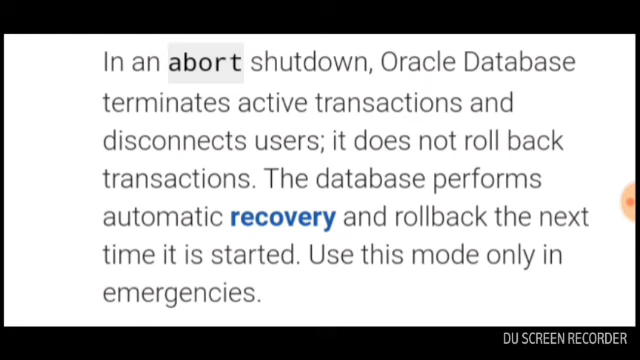 In an abort shutdown, Oracle Database
terminates active transactions and
disconnects users; it does not roll back
transactions. The database performs
automatic recovery and rollback the next
time it is started. Use this mode only in
emergencies.
DU SCREEN RECORDER